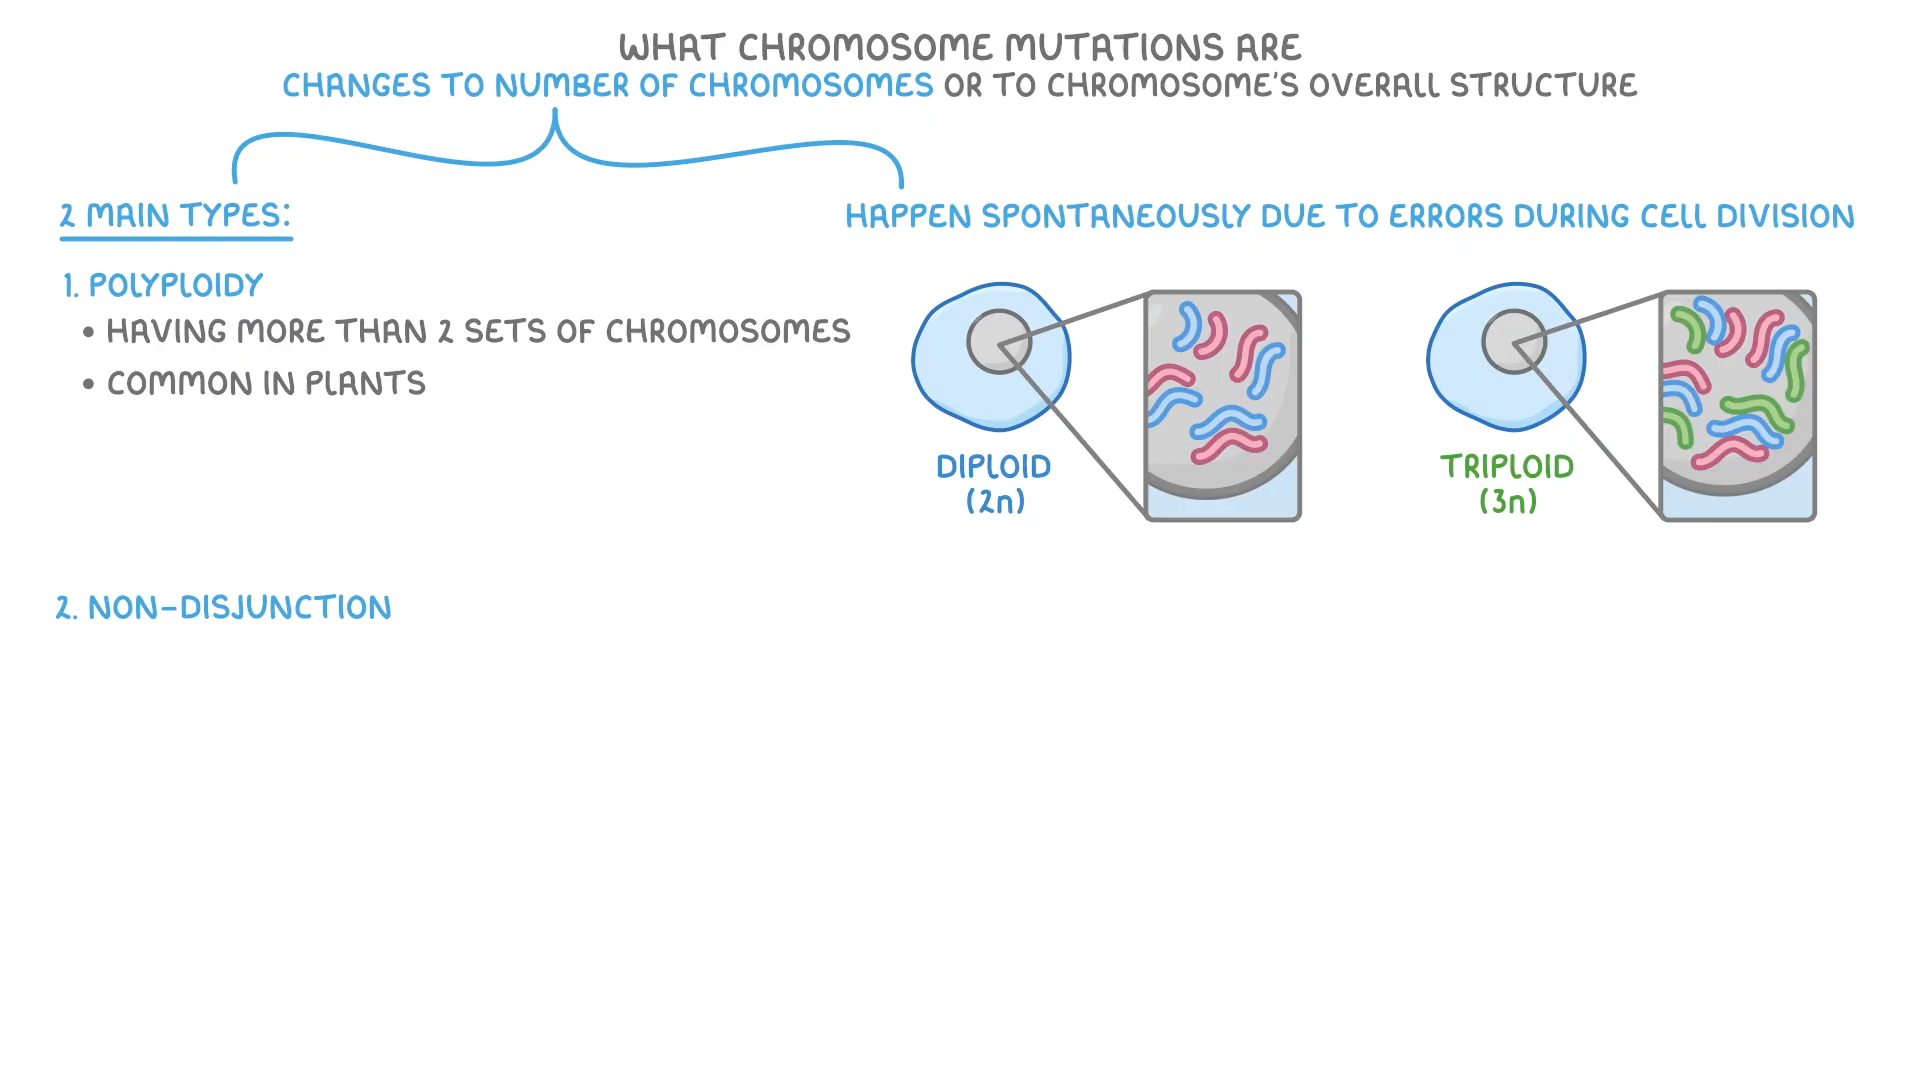 WHAT CHROMOSOME MUTATIONS ARE
CHANGES TO NUMBER OF CHROMOSOMES OR TO CHROMOSOME'S OVERALL STRUCTURE
2 MAIN TYPES:
HAPPEN SPONTANEOUSLY DUE TO ERRORS DURING CELL DIVISION
1. POLYPLOIDY
• HAVING MORE THAN 2 SETS OF CHROMOSOMES
• COMMON IN PLANTS
DIPLOID
(2n)
TRIPLOID
(3n)
2. NON-DISJUNCTION